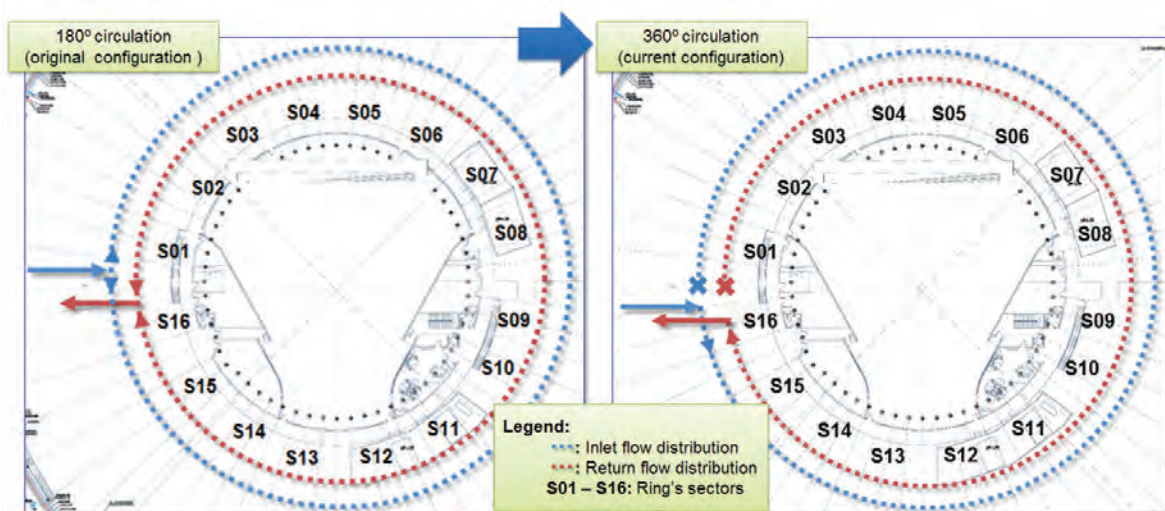 180º circulation
(original configuration )
360º circulation
(current configuration)
S04
S05
S03
S06
S02
S07
S08
S01
S16
S09
S15
S10
S14
S11
S13
S12
S04
S05
S03
S06
S02
S07
S08
S01
S16
S09
S15
S10
S14
S11
S13
S12
Legend:
: Inlet flow distribution
: Return flow distribution
S01 – S16: Ring's sectors